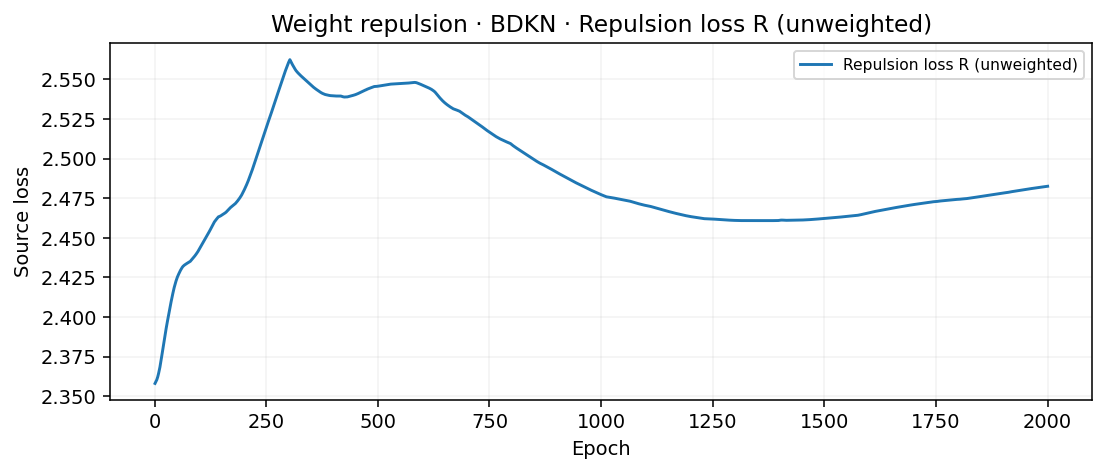 Weight repulsion · BDKN · Repulsion loss R (unweighted)
Repulsion loss R (unweighted)
Source loss
2.550
2.525
2.500
2.475
2.450
2.425
2.400
2.375
2.350
0 250 500 750 1000 1250 1500 1750 2000
Epoch